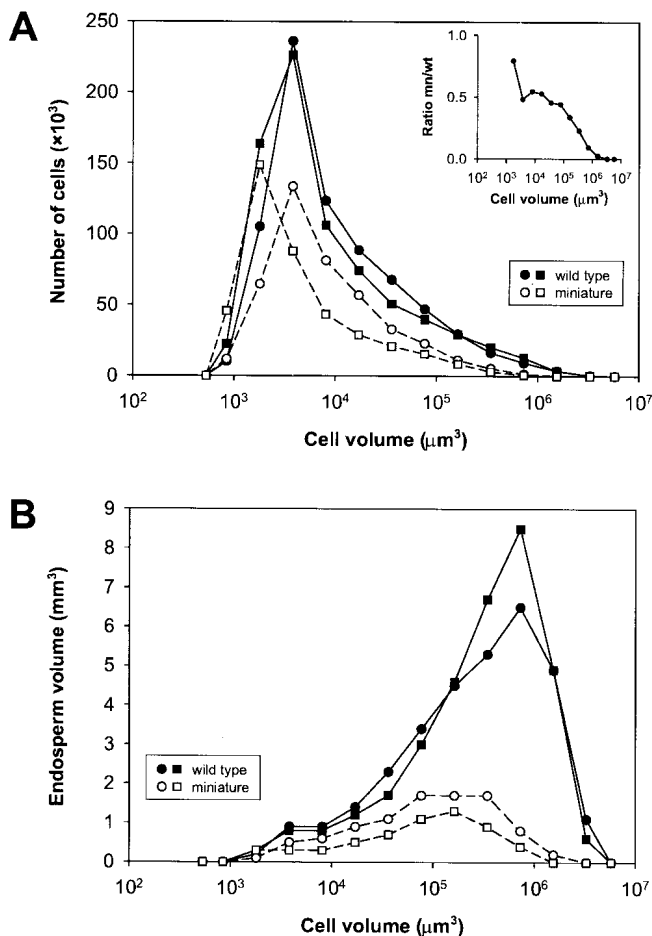 A
250
200
150
100
50
0
Number of cells (×10³)
10² 10³ 10⁴ 10⁵ 10⁶ 10⁷
Cell volume (μm³)
1.0
0.5
0.0
Ratio mn/wt
10² 10³ 10⁴ 10⁵ 10⁶ 10⁷
Cell volume (μm³)
wild type
miniature
B
9
8
7
6
5
4
3
2
1
0
Endosperm volume (mm³)
wild type
miniature
10² 10³ 10⁴ 10⁵ 10⁶ 10⁷
Cell volume (μm³)